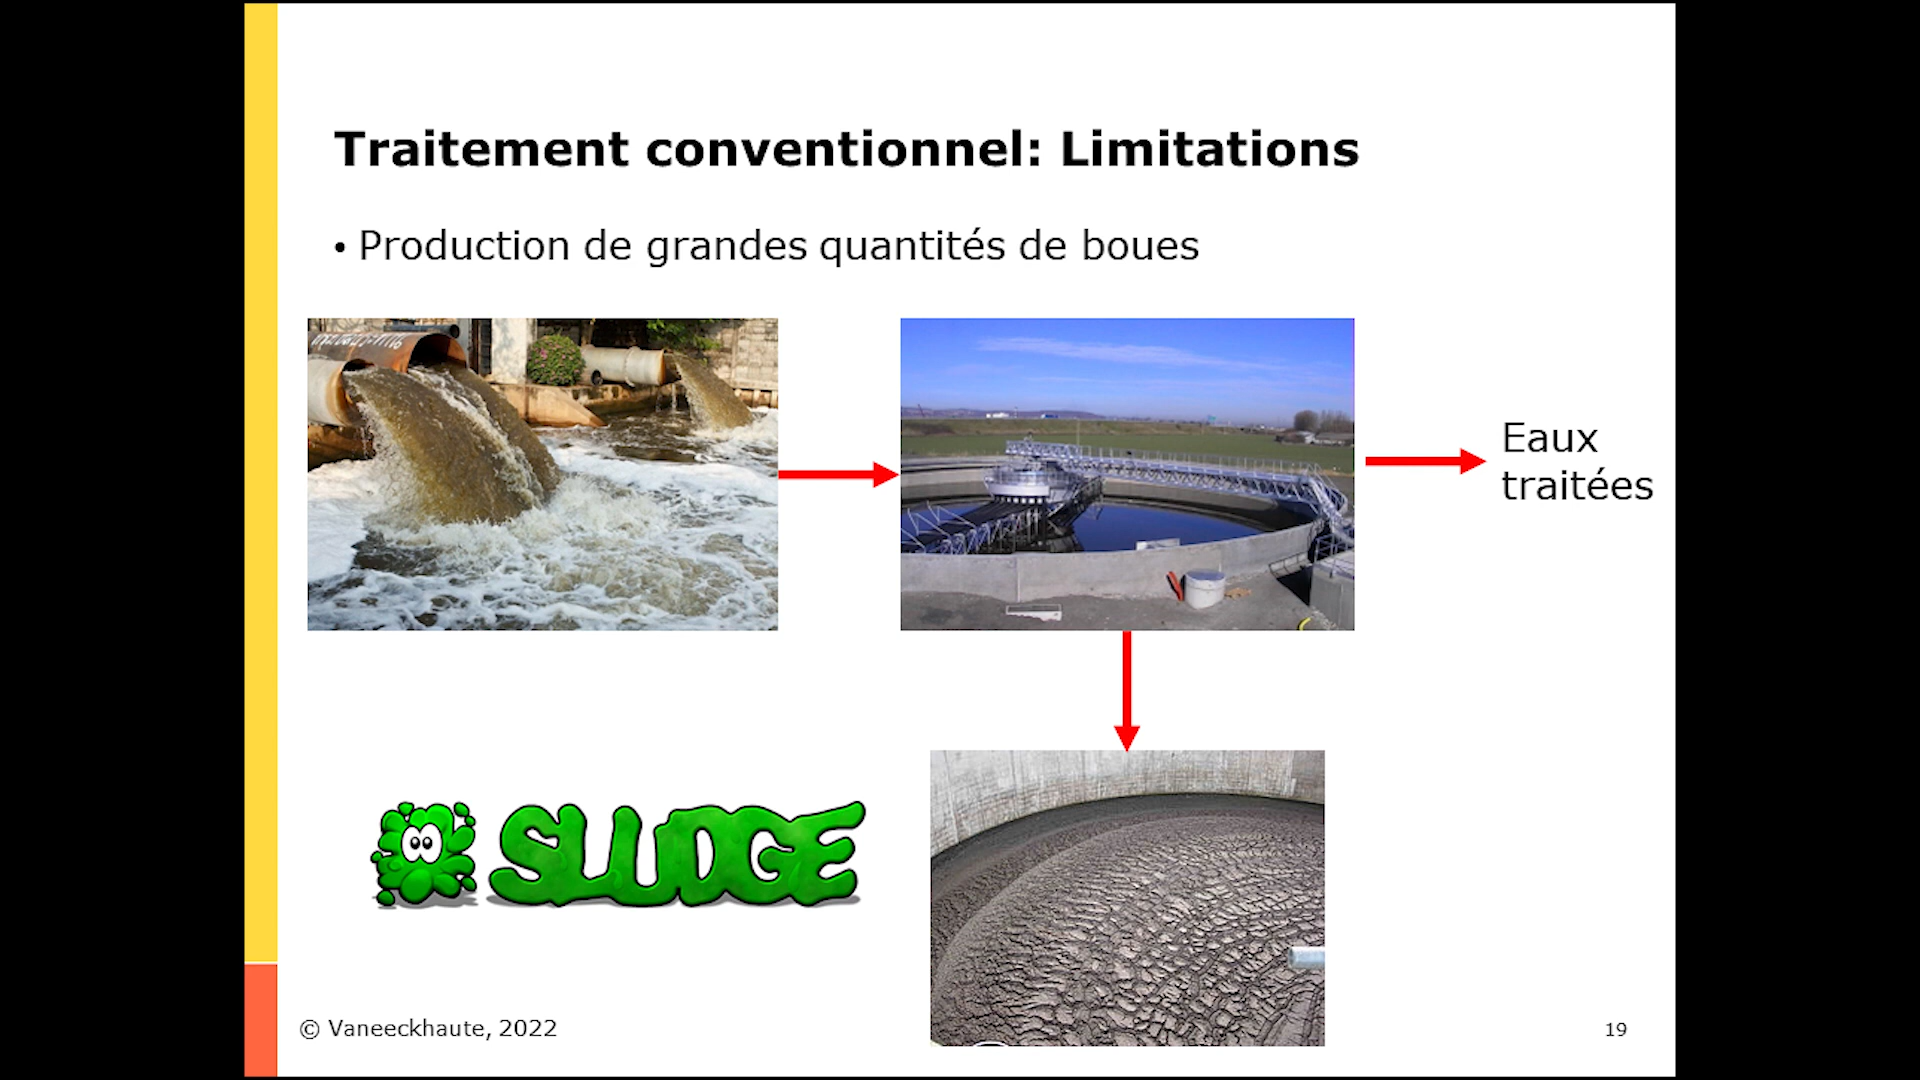 Traitement conventionnel: Limitations
• Production de grandes quantités de boues
Eaux
traitées
SLUDGE
© Vaneeckhaute, 2022
19